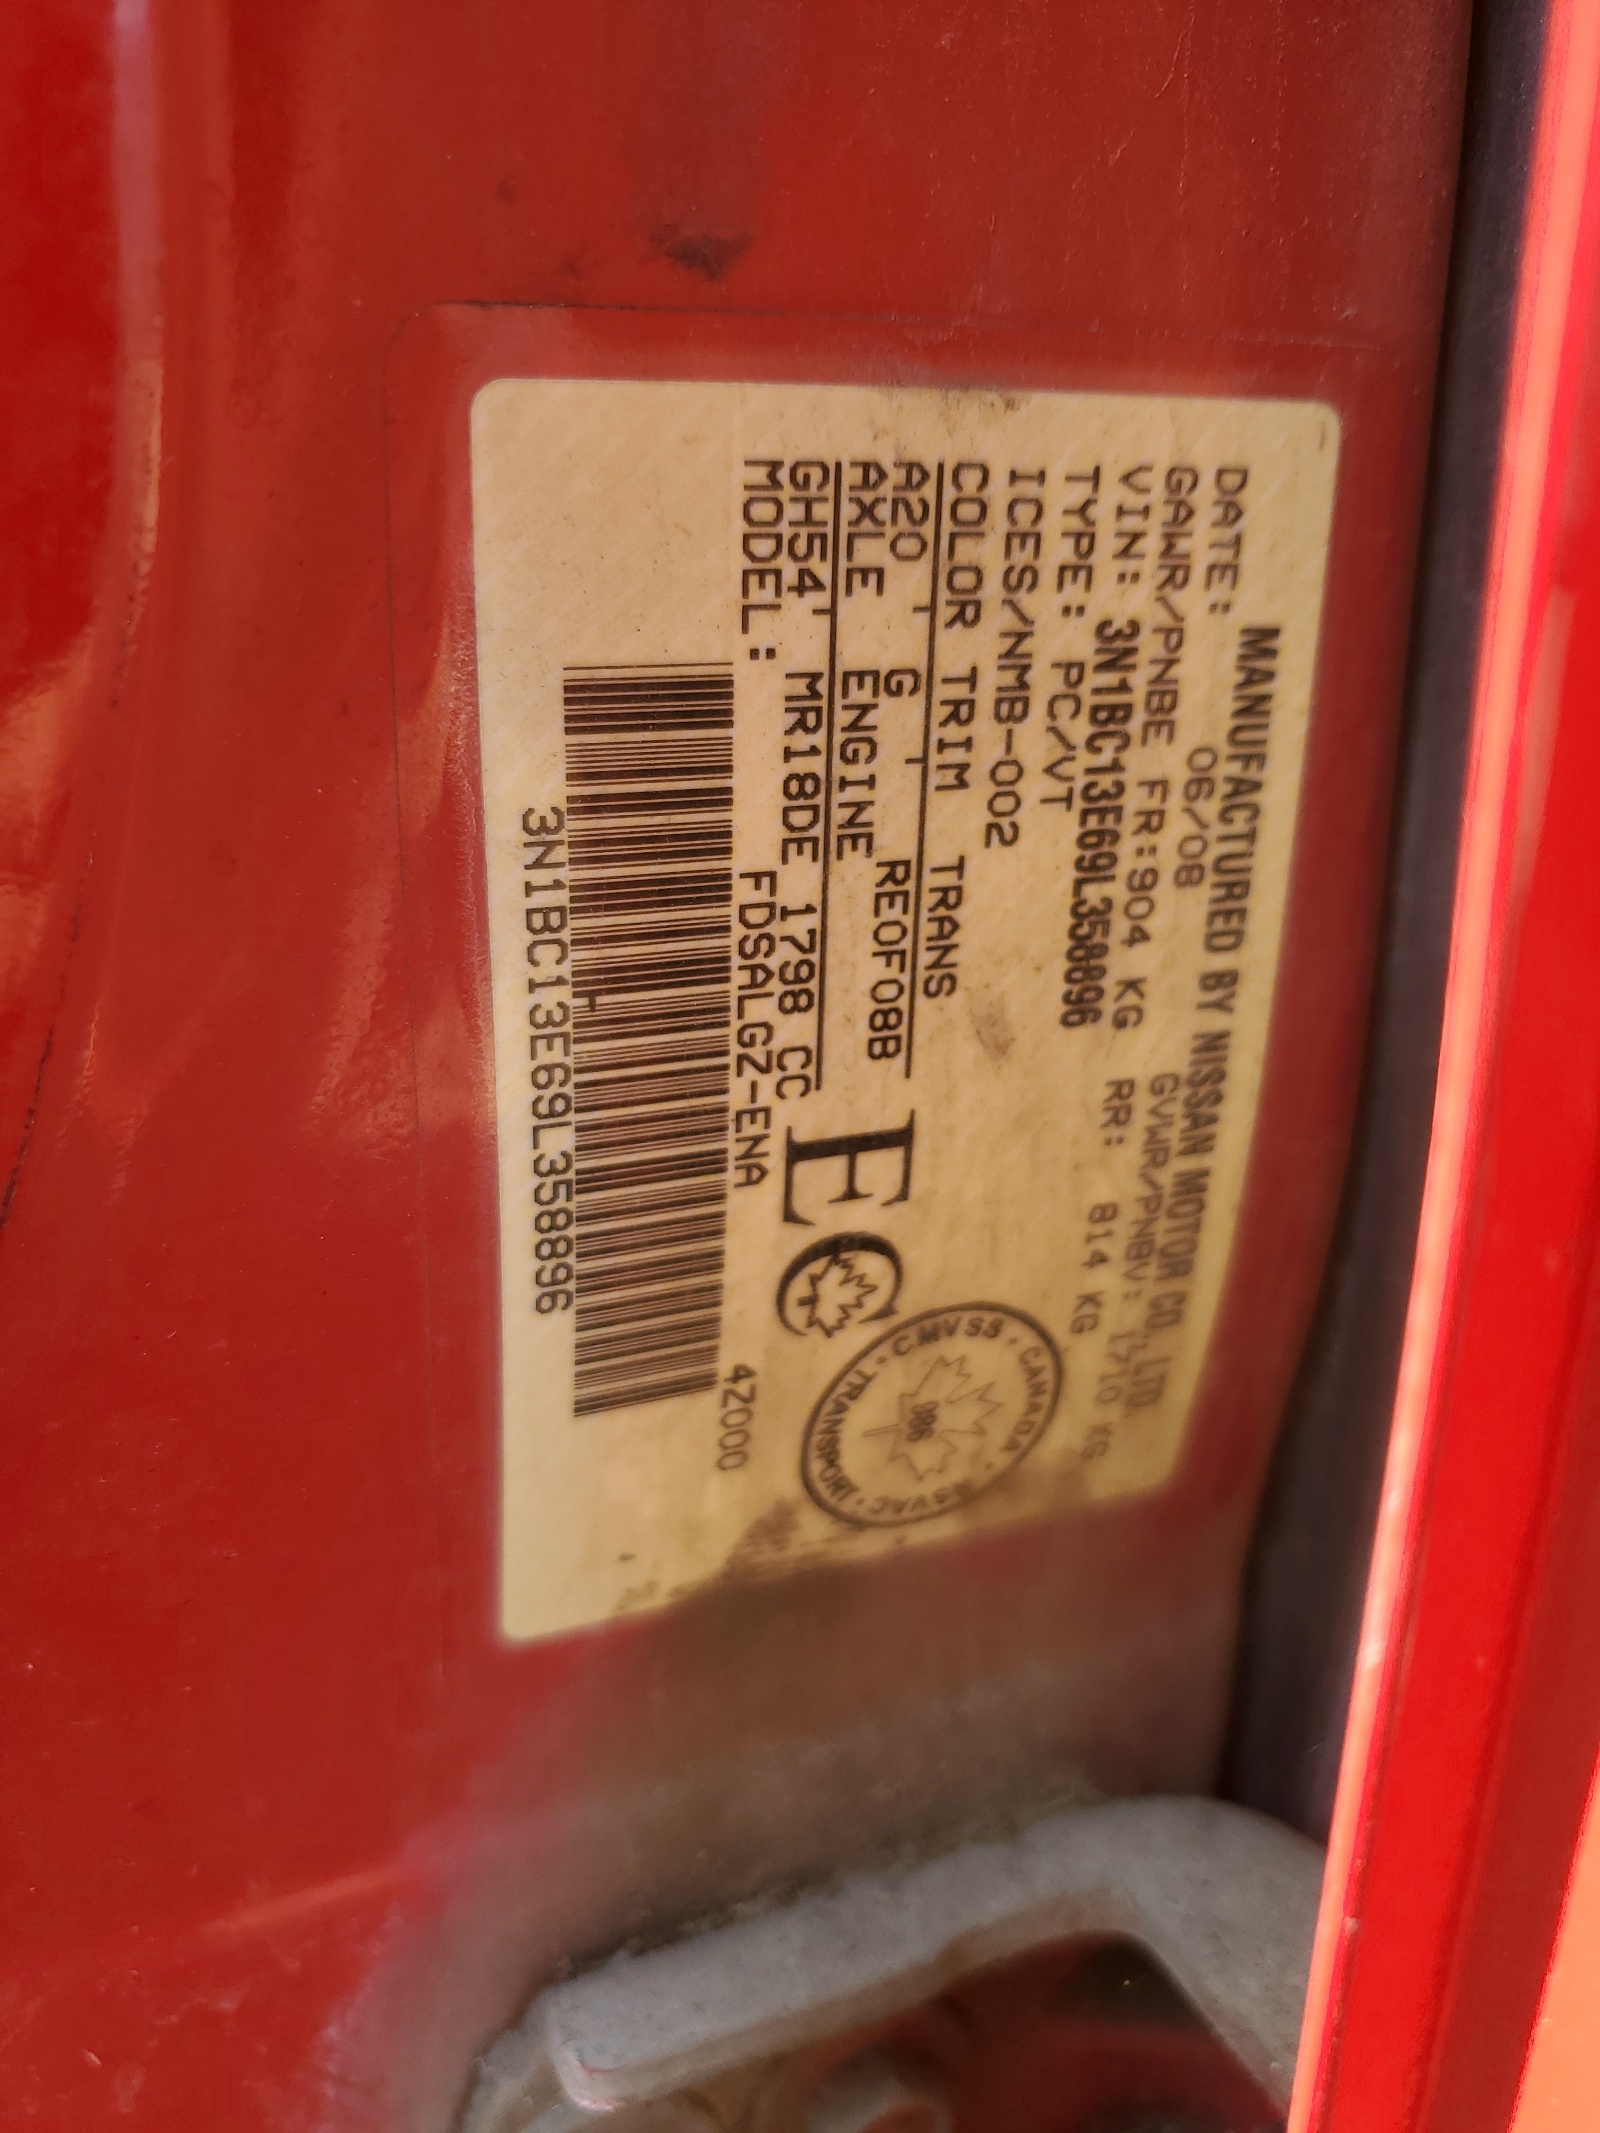 MANUFACTURED BY NISSAN MOTOR CO.,LTD.
DATE: 06/08 GVWR/PNBV: 1710 KG
GAWR/PNBE FR:904 KG RR: 814 KG
VIN: 3N1BC13E69L358896
TYPE: PC/VT
ICES/NMB-002
COLOR TRIM TRANS
A20 G RE0F08B
AXLE ENGINE
GH54 MR18DE 1798 CC
MODEL: FDSALGZ-ENA 4Z000
EC
CANADA
CMVSS
TRANSPORT
NSVAC
3N1BC13E69L358896